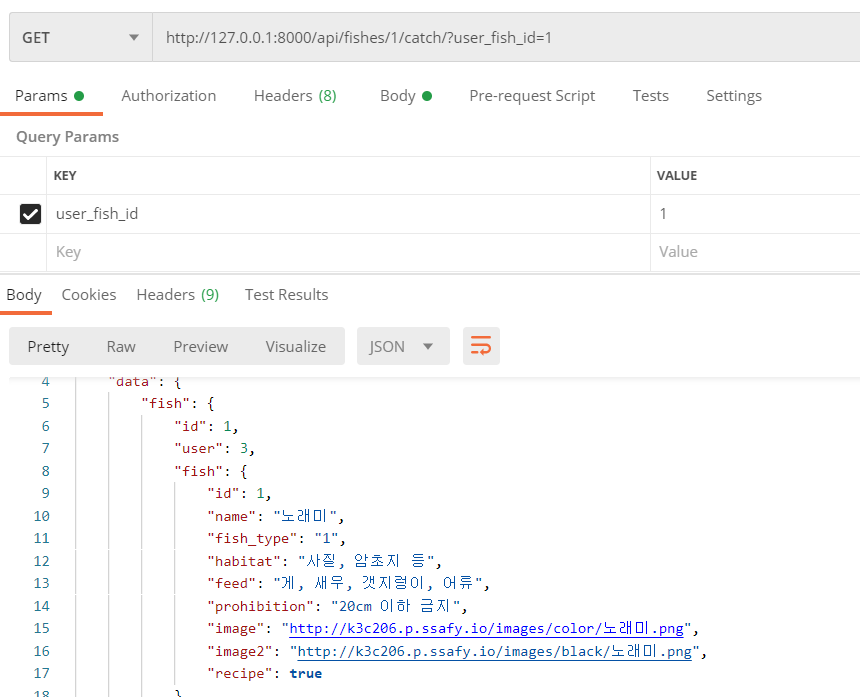 GET http://127.0.0.1:8000/api/fishes/1/catch/?user_fish_id=1
Params Authorization Headers (8) Body Pre-request Script Tests Settings
Query Params
KEY VALUE
user_fish_id 1
Key Value
Body Cookies Headers (9) Test Results
Pretty Raw Preview Visualize JSON
4 "data": {
5 "fish": {
6 "id": 1,
7 "user": 3,
8 "fish": {
9 "id": 1,
10 "name": "노래미",
11 "fish_type": "1",
12 "habitat": "사질, 암초지 등",
13 "feed": "게, 새우, 갯지렁이, 어류",
14 "prohibition": "20cm 이하 금지",
15 "image": "http://k3c206.p.ssafy.io/images/color/노래미.png",
16 "image2": "http://k3c206.p.ssafy.io/images/black/노래미.png",
17 "recipe": true
18 }